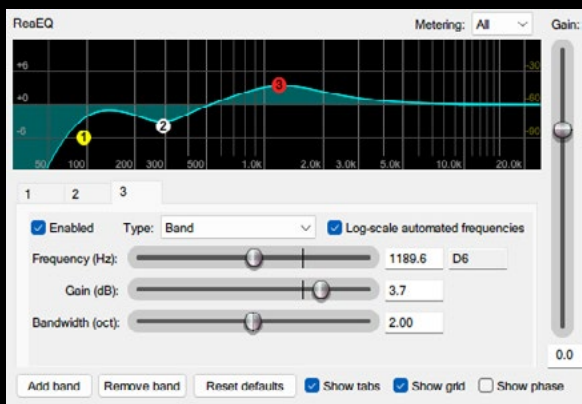 ReaEQ Metering: All Gain:
+6 -30
+0 -60
-6 -90
1 2 3
50 100 200 300 500 1.0k 2.0k 3.0k 5.0k 10.0k 20.0k
1 2 3
Enabled Type: Band Log-scale automated frequencies
Frequency (Hz): 1189.6 D6
Gain (dB): 3.7
Bandwidth (oct): 2.00
0.0
Add band Remove band Reset defaults Show tabs Show grid Show phase